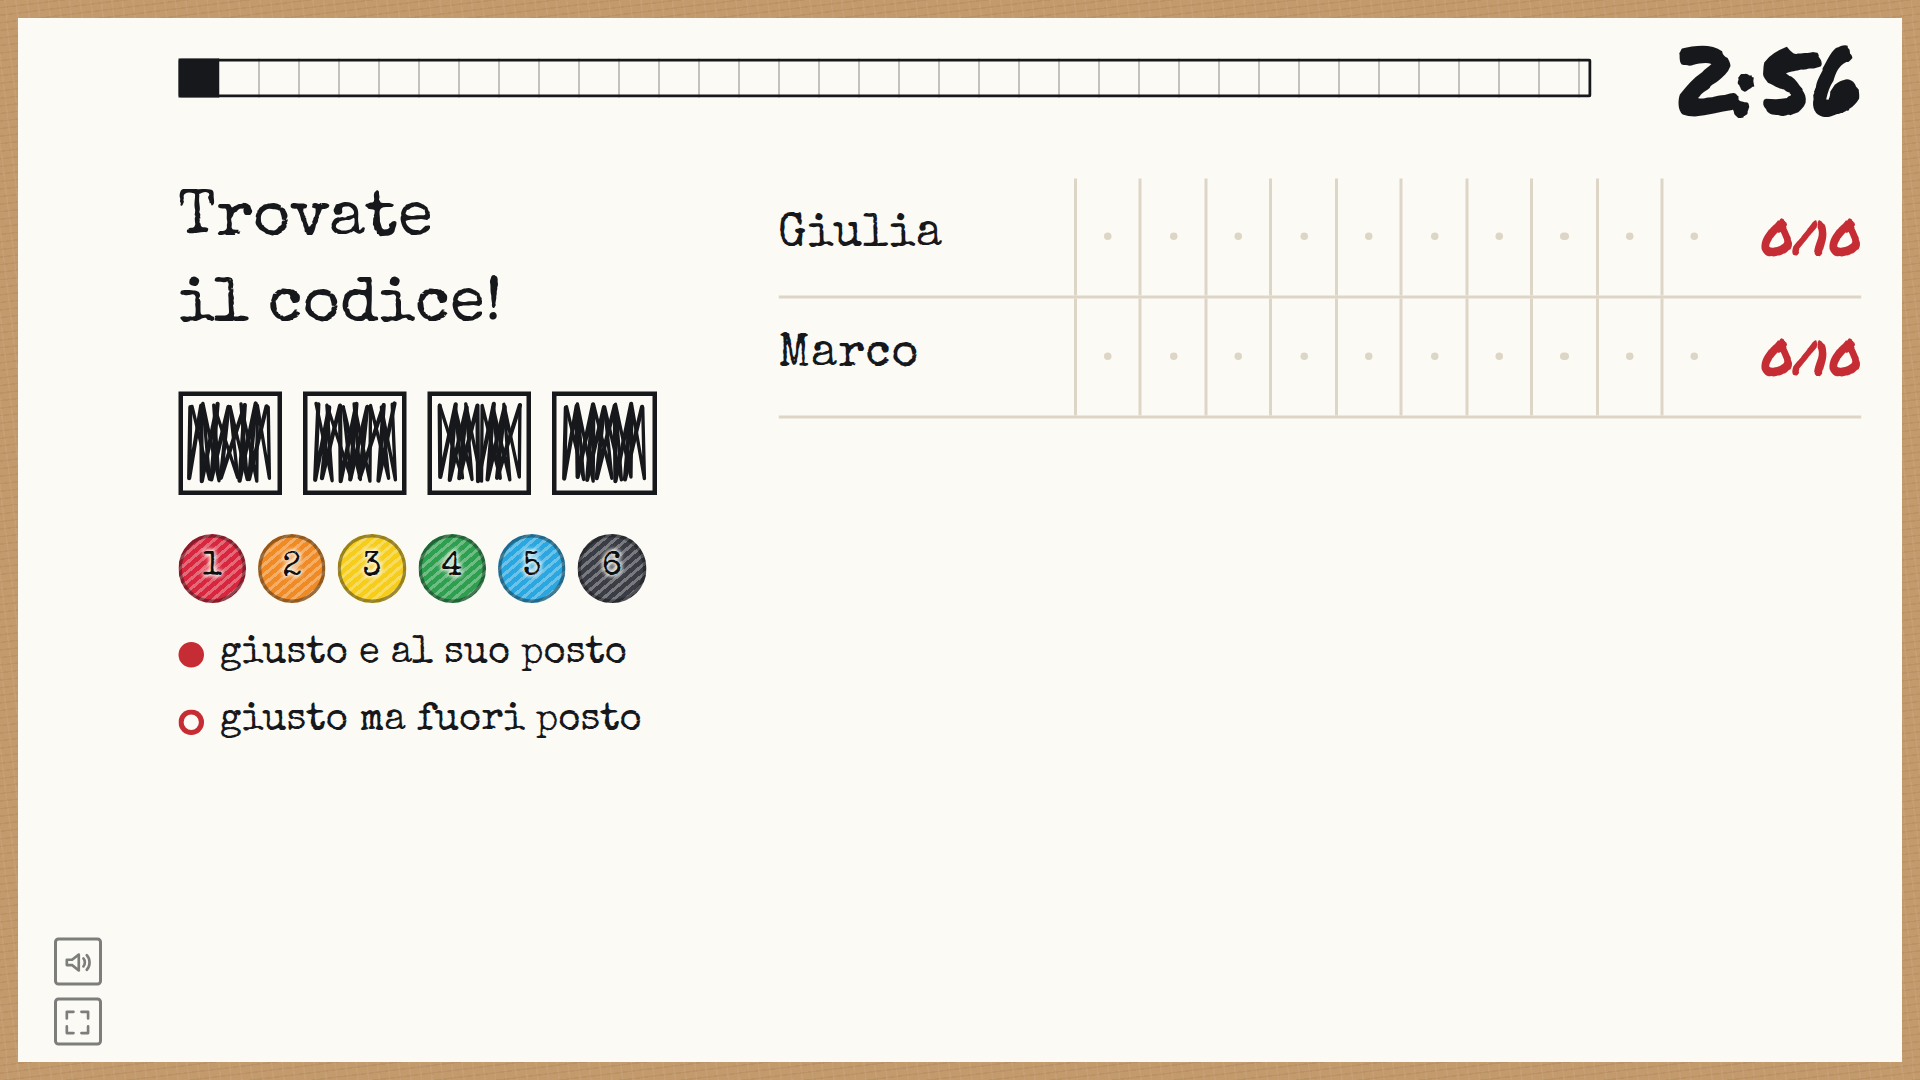 2:56
Trovate
il codice!
1 2 3 4 5 6
giusto e al suo posto
giusto ma fuori posto
Giulia 0/10
Marco 0/10